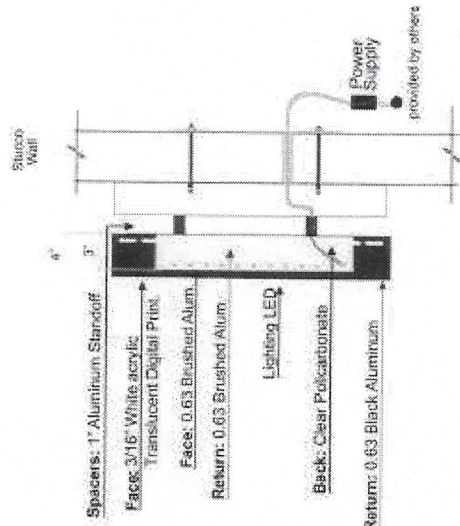 Stucco
Wall
4"
3"
Spacers: 1" Aluminum Standoff
Face: 3/16" White acrylic
Translucent Digital Print
Face: 0.63 Brushed Alum
Return: 0.63 Brushed Alum
Lighting LED
Back: Clear Policarbonate
Return: 0.63 Black Aluminum
Power
Supply
provided by others